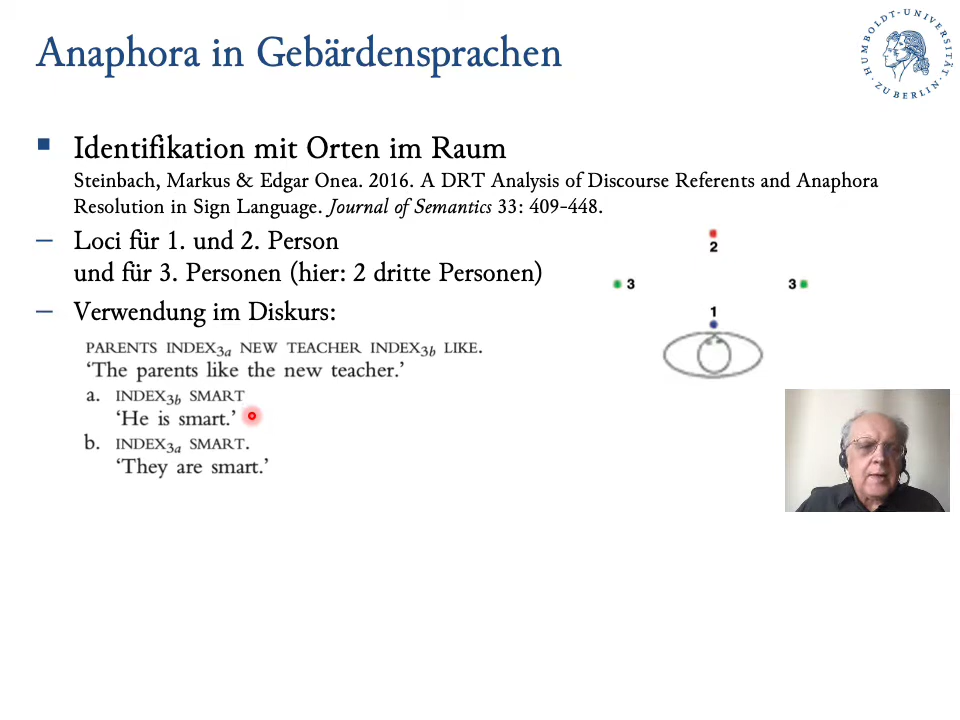 Anaphora in Gebärdensprachen
HUMBOLDT-UNIVERSITÄT
ZU BERLIN
Identifikation mit Orten im Raum
Steinbach, Markus & Edgar Onea. 2016. A DRT Analysis of Discourse Referents and Anaphora
Resolution in Sign Language. Journal of Semantics 33: 409-448.
– Loci für 1. und 2. Person
und für 3. Personen (hier: 2 dritte Personen)
– Verwendung im Diskurs:
PARENTS INDEX3a NEW TEACHER INDEX3b LIKE.
‘The parents like the new teacher.’
a. INDEX3b SMART
‘He is smart.’
b. INDEX3a SMART.
‘They are smart.’
2
3 3
1